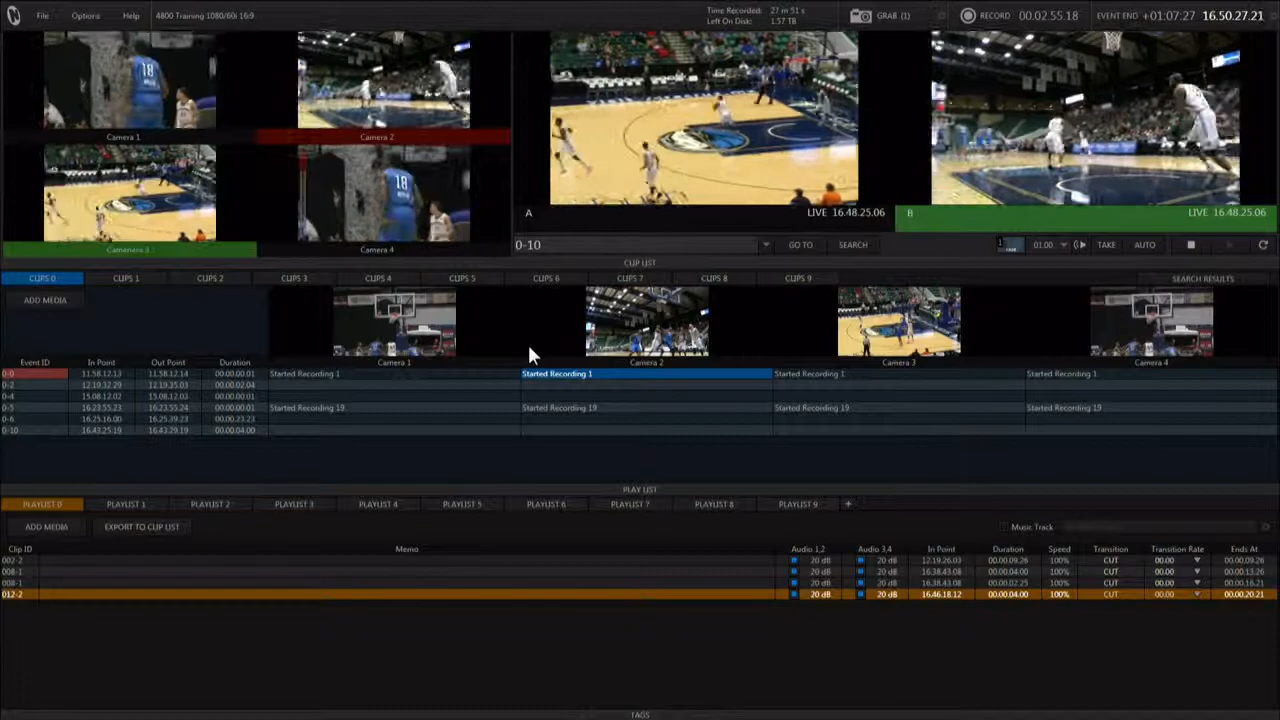 File Options Help 4800 Training 1080/60i 16x9 Time Recorded: 27 m 51 s GRAB (1) RECORD 00.02.55.18 EVENT END +01:07:27 16.50.27.21
Left On Disk: 1.57 TB
18
Camera 1 Camera 2
18
Camera 3 Camera 4
A LIVE 16.48.25.06 B LIVE 16.48.25.06
0-10 GO TO SEARCH 01.00 TAKE AUTO
CLIP LIST
CLIPS 0 CLIPS 1 CLIPS 2 CLIPS 3 CLIPS 4 CLIPS 5 CLIPS 6 CLIPS 7 CLIPS 8 CLIPS 9 SEARCH RESULTS
ADD MEDIA
Event ID In Point Out Point Duration Camera 1 Camera 2 Camera 3 Camera 4
0-0 11.58.12.13 11.58.12.14 00.00.00.01 Started Recording 1 Started Recording 1 Started Recording 1 Started Recording 1
0-2 12.19.32.29 12.19.35.03 00.00.02.04
0-4 15.08.12.02 15.08.12.03 00.00.00.01
0-5 16.23.55.23 16.23.55.24 00.00.00.01 Started Recording 19 Started Recording 19 Started Recording 19 Started Recording 19
0-6 16.25.16.00 16.25.39.23 00.00.23.23
0-10 16.43.25.19 16.43.29.19 00.00.04.00
PLAY LIST
PLAYLIST 0 PLAYLIST 1 PLAYLIST 2 PLAYLIST 3 PLAYLIST 4 PLAYLIST 5 PLAYLIST 6 PLAYLIST 7 PLAYLIST 8 PLAYLIST 9 +
ADD MEDIA EXPORT TO CLIP LIST Music Track
Clip ID Memo Audio 1,2 Audio 3,4 In Point Duration Speed Transition Transition Rate Ends At
002-2 20 dB 20 dB 12.19.26.03 00.00.09.26 100% CUT 00.00 00.00.09.26
008-1 20 dB 20 dB 16.38.43.08 00.00.04.00 100% CUT 00.00 00.00.13.26
008-1 20 dB 20 dB 16.38.43.08 00.00.02.25 100% CUT 00.00 00.00.16.21
012-2 20 dB 20 dB 16.46.18.12 00.00.04.00 100% CUT 00.00 00.00.20.21
TAGS